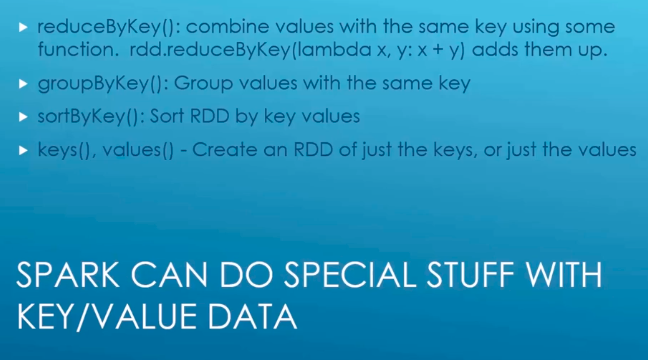 reduceByKey(): combine values with the same key using some
function. rdd.reduceByKey(lambda x, y: x + y) adds them up.
groupByKey(): Group values with the same key
sortByKey(): Sort RDD by key values
keys(), values() - Create an RDD of just the keys, or just the values
SPARK CAN DO SPECIAL STUFF WITH
KEY/VALUE DATA